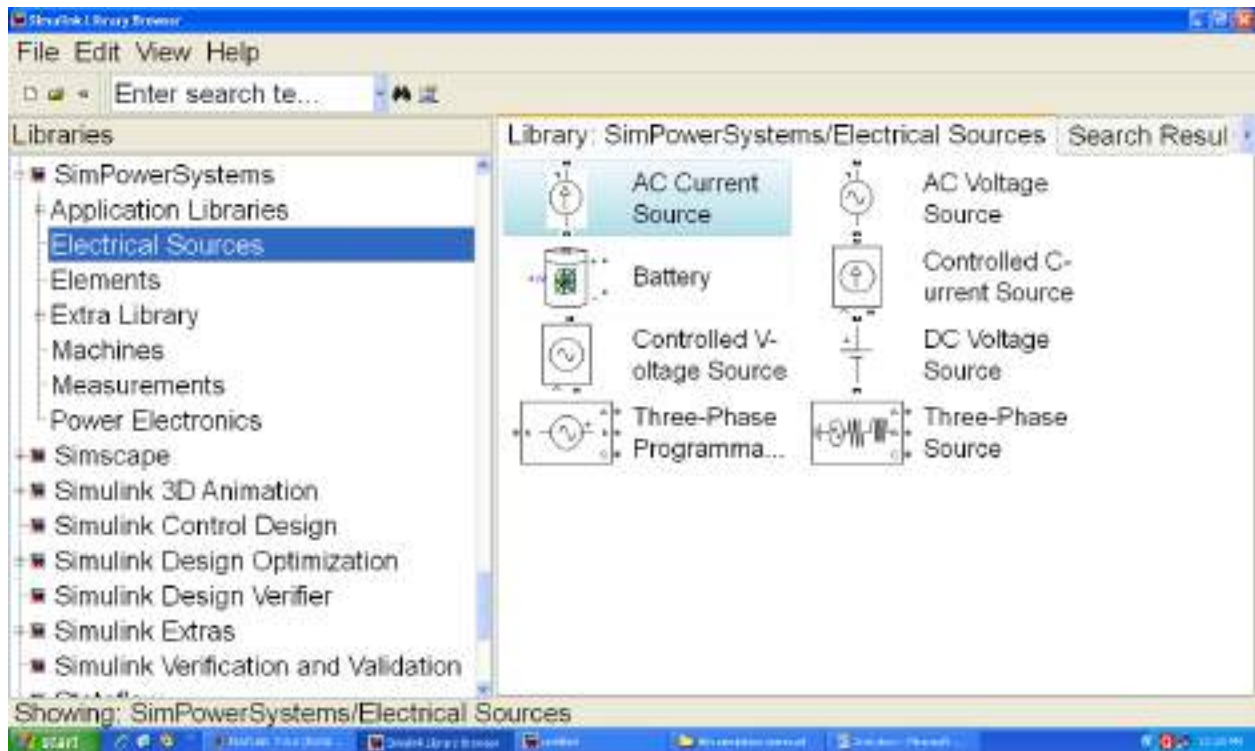 Simulink Library Browser
File Edit View Help
Enter search te...
Libraries
SimPowerSystems
Application Libraries
Electrical Sources
Elements
Extra Library
Machines
Measurements
Power Electronics
Simscape
Simulink 3D Animation
Simulink Control Design
Simulink Design Optimization
Simulink Design Verifier
Simulink Extras
Simulink Verification and Validation
Library: SimPowerSystems/Electrical Sources
Search Resul
AC Current
Source
AC Voltage
Source
Battery
Controlled C-
urrent Source
Controlled V-
oltage Source
DC Voltage
Source
Three-Phase
Programma...
Three-Phase
Source
Showing: SimPowerSystems/Electrical Sources
start
Simulink Library Browser